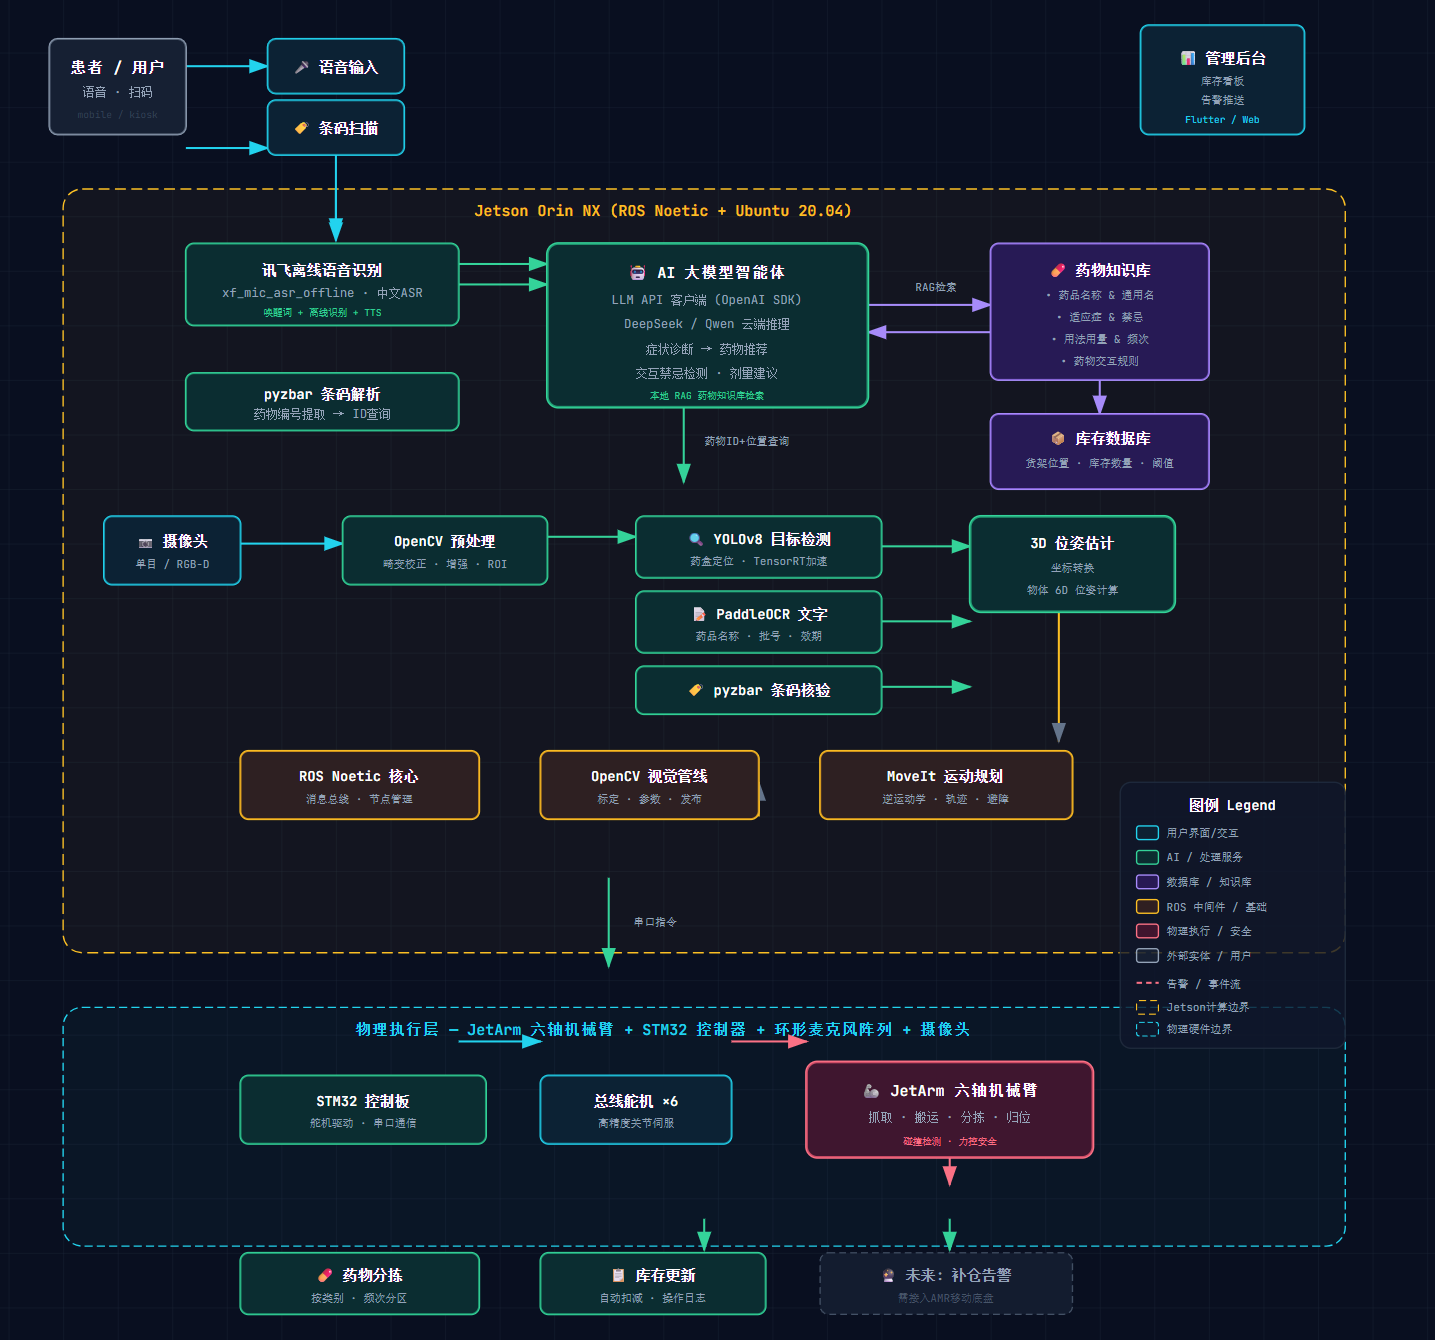 患者 / 用户
语音 · 扫码
mobile / kiosk
🎤 语音输入
🏷️ 条码扫描
📊 管理后台
库存看板
告警推送
Flutter / Web
Jetson Orin NX (ROS Noetic + Ubuntu 20.04)
讯飞离线语音识别
xf_mic_asr_offline · 中文ASR
唤醒词 + 离线识别 + TTS
pyzbar 条码解析
药物编号提取 → ID查询
🤖 AI 大模型智能体
LLM API 客户端 (OpenAI SDK)
DeepSeek / Qwen 云端推理
症状诊断 → 药物推荐
交互禁忌检测 · 剂量建议
本地 RAG 药物知识库检索
RAG检索
💊 药物知识库
• 药品名称 & 通用名
• 适应症 & 禁忌
• 用法用量 & 频次
• 药物交互规则
药物ID+位置查询
📦 库存数据库
货架位置 · 库存数量 · 阈值
📷 摄像头
单目 / RGB-D
OpenCV 预处理
畸变校正 · 增强 · ROI
🔍 YOLOv8 目标检测
药盒定位 · TensorRT加速
3D 位姿估计
坐标转换
物体 6D 位姿计算
📝 PaddleOCR 文字
药品名称 · 批号 · 效期
🏷️ pyzbar 条码核验
ROS Noetic 核心
消息总线 · 节点管理
OpenCV 视觉管线
标定 · 参数 · 发布
MoveIt 运动规划
逆运动学 · 轨迹 · 避障
图例 Legend
用户界面/交互
AI / 处理服务
数据库 / 知识库
ROS 中间件 / 基础
物理执行 / 安全
外部实体 / 用户
告警 / 事件流
Jetson计算边界
物理硬件边界
串口指令
物理执行层 — JetArm 六轴机械臂 + STM32 控制器 + 环形麦克风阵列 + 摄像头
STM32 控制板
舵机驱动 · 串口通信
总线舵机 ×6
高精度关节伺服
🦾 JetArm 六轴机械臂
抓取 · 搬运 · 分拣 · 归位
碰撞检测 · 力控安全
💊 药物分拣
按类别 · 频次分区
📋 库存更新
自动扣减 · 操作日志
🔮 未来: 补仓告警
需接入AMR移动底盘